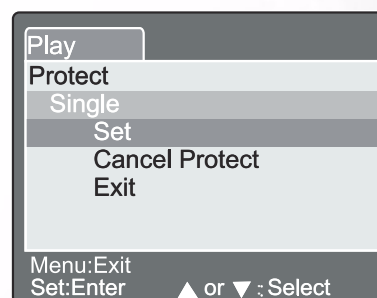 Play
Protect
Single
Set
Cancel Protect
Exit
Menu:Exit
Set:Enter ▲ or ▼ : Select